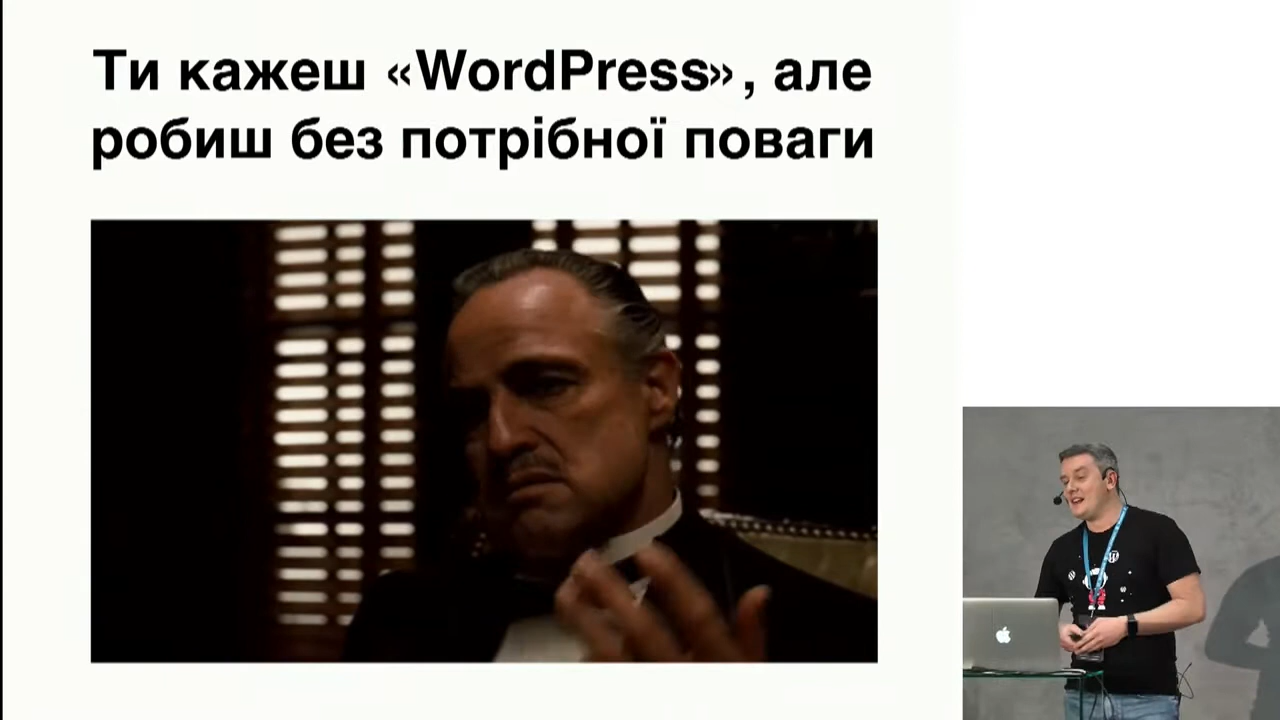 Ти кажеш «WordPress», але
робиш без потрібної поваги